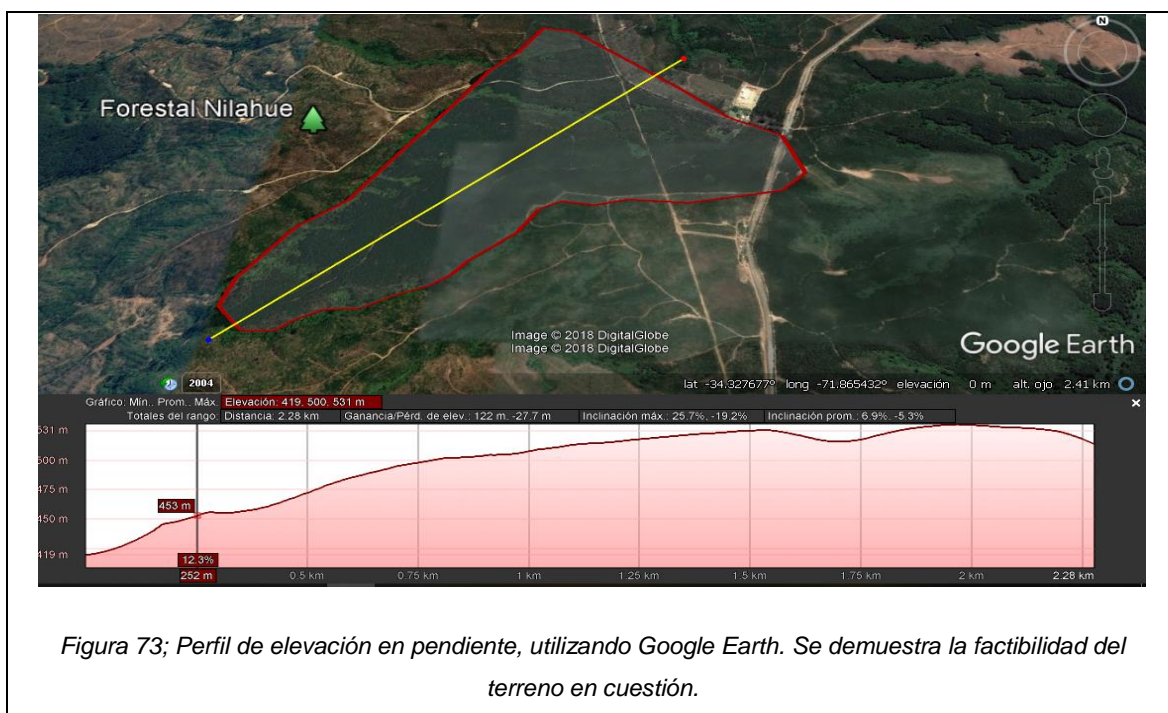 N
Forestal Nilahue
Image © 2018 DigitalGlobe
Image © 2018 DigitalGlobe
Google Earth
2004
lat -34.327677° long -71.865432° elevación 0 m alt. ojo 2.41 km
Gráfico: Mín., Prom., Máx. Elevación: 419, 500, 531 m
Totales del rango: Distancia: 2.28 km Ganancia/Pérd. de elev.: 122 m, -27.7 m Inclinación máx.: 25.7%, -19.2% Inclinación prom.: 6.9%, -5.3%
531 m
500 m
475 m
453 m
450 m
419 m
12.3%
252 m 0.5 km 0.75 km 1 km 1.25 km 1.5 km 1.75 km 2 km 2.28 km
Figura 73; Perfil de elevación en pendiente, utilizando Google Earth. Se demuestra la factibilidad del
terreno en cuestión.